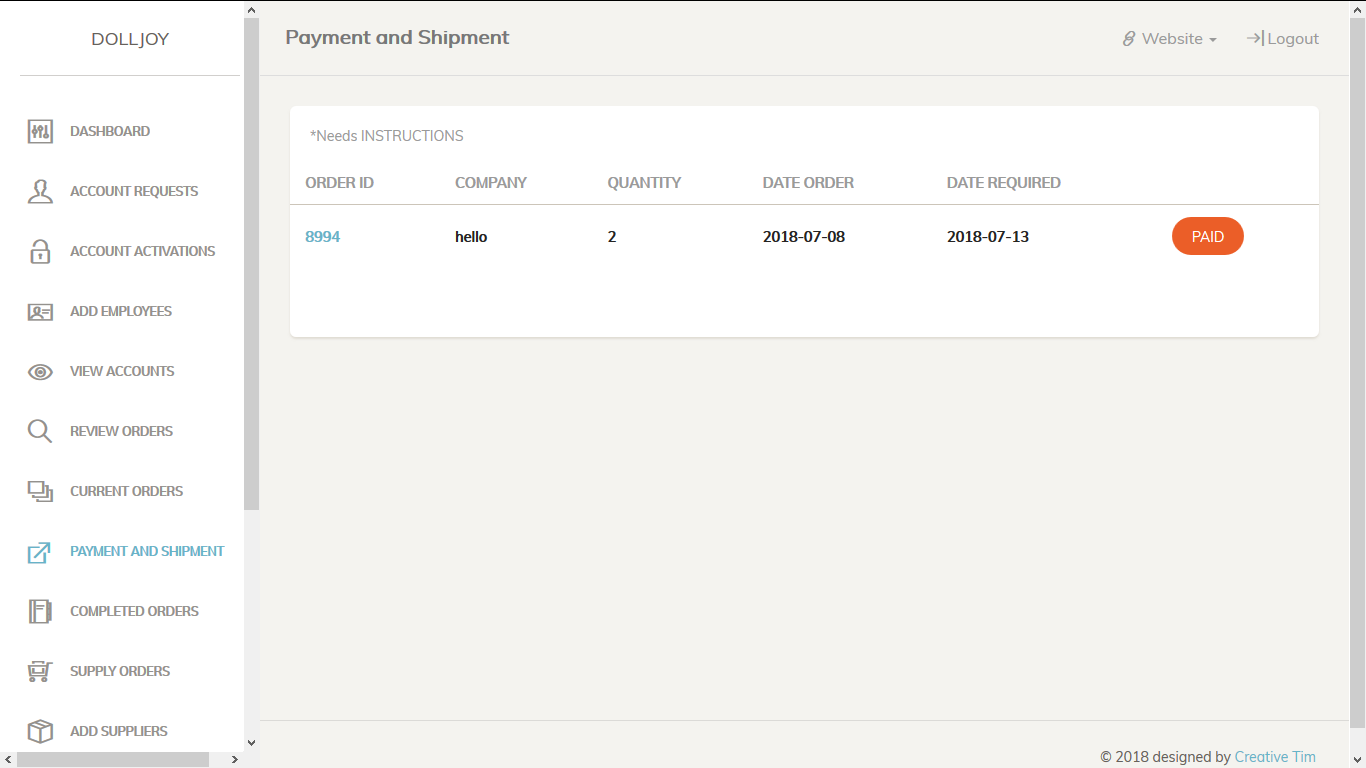 DOLLJOY
Payment and Shipment
Website
Logout
DASHBOARD
ACCOUNT REQUESTS
ACCOUNT ACTIVATIONS
ADD EMPLOYEES
VIEW ACCOUNTS
REVIEW ORDERS
CURRENT ORDERS
PAYMENT AND SHIPMENT
COMPLETED ORDERS
SUPPLY ORDERS
ADD SUPPLIERS
*Needs INSTRUCTIONS
ORDER ID COMPANY QUANTITY DATE ORDER DATE REQUIRED
8994 hello 2 2018-07-08 2018-07-13 PAID
© 2018 designed by Creative Tim